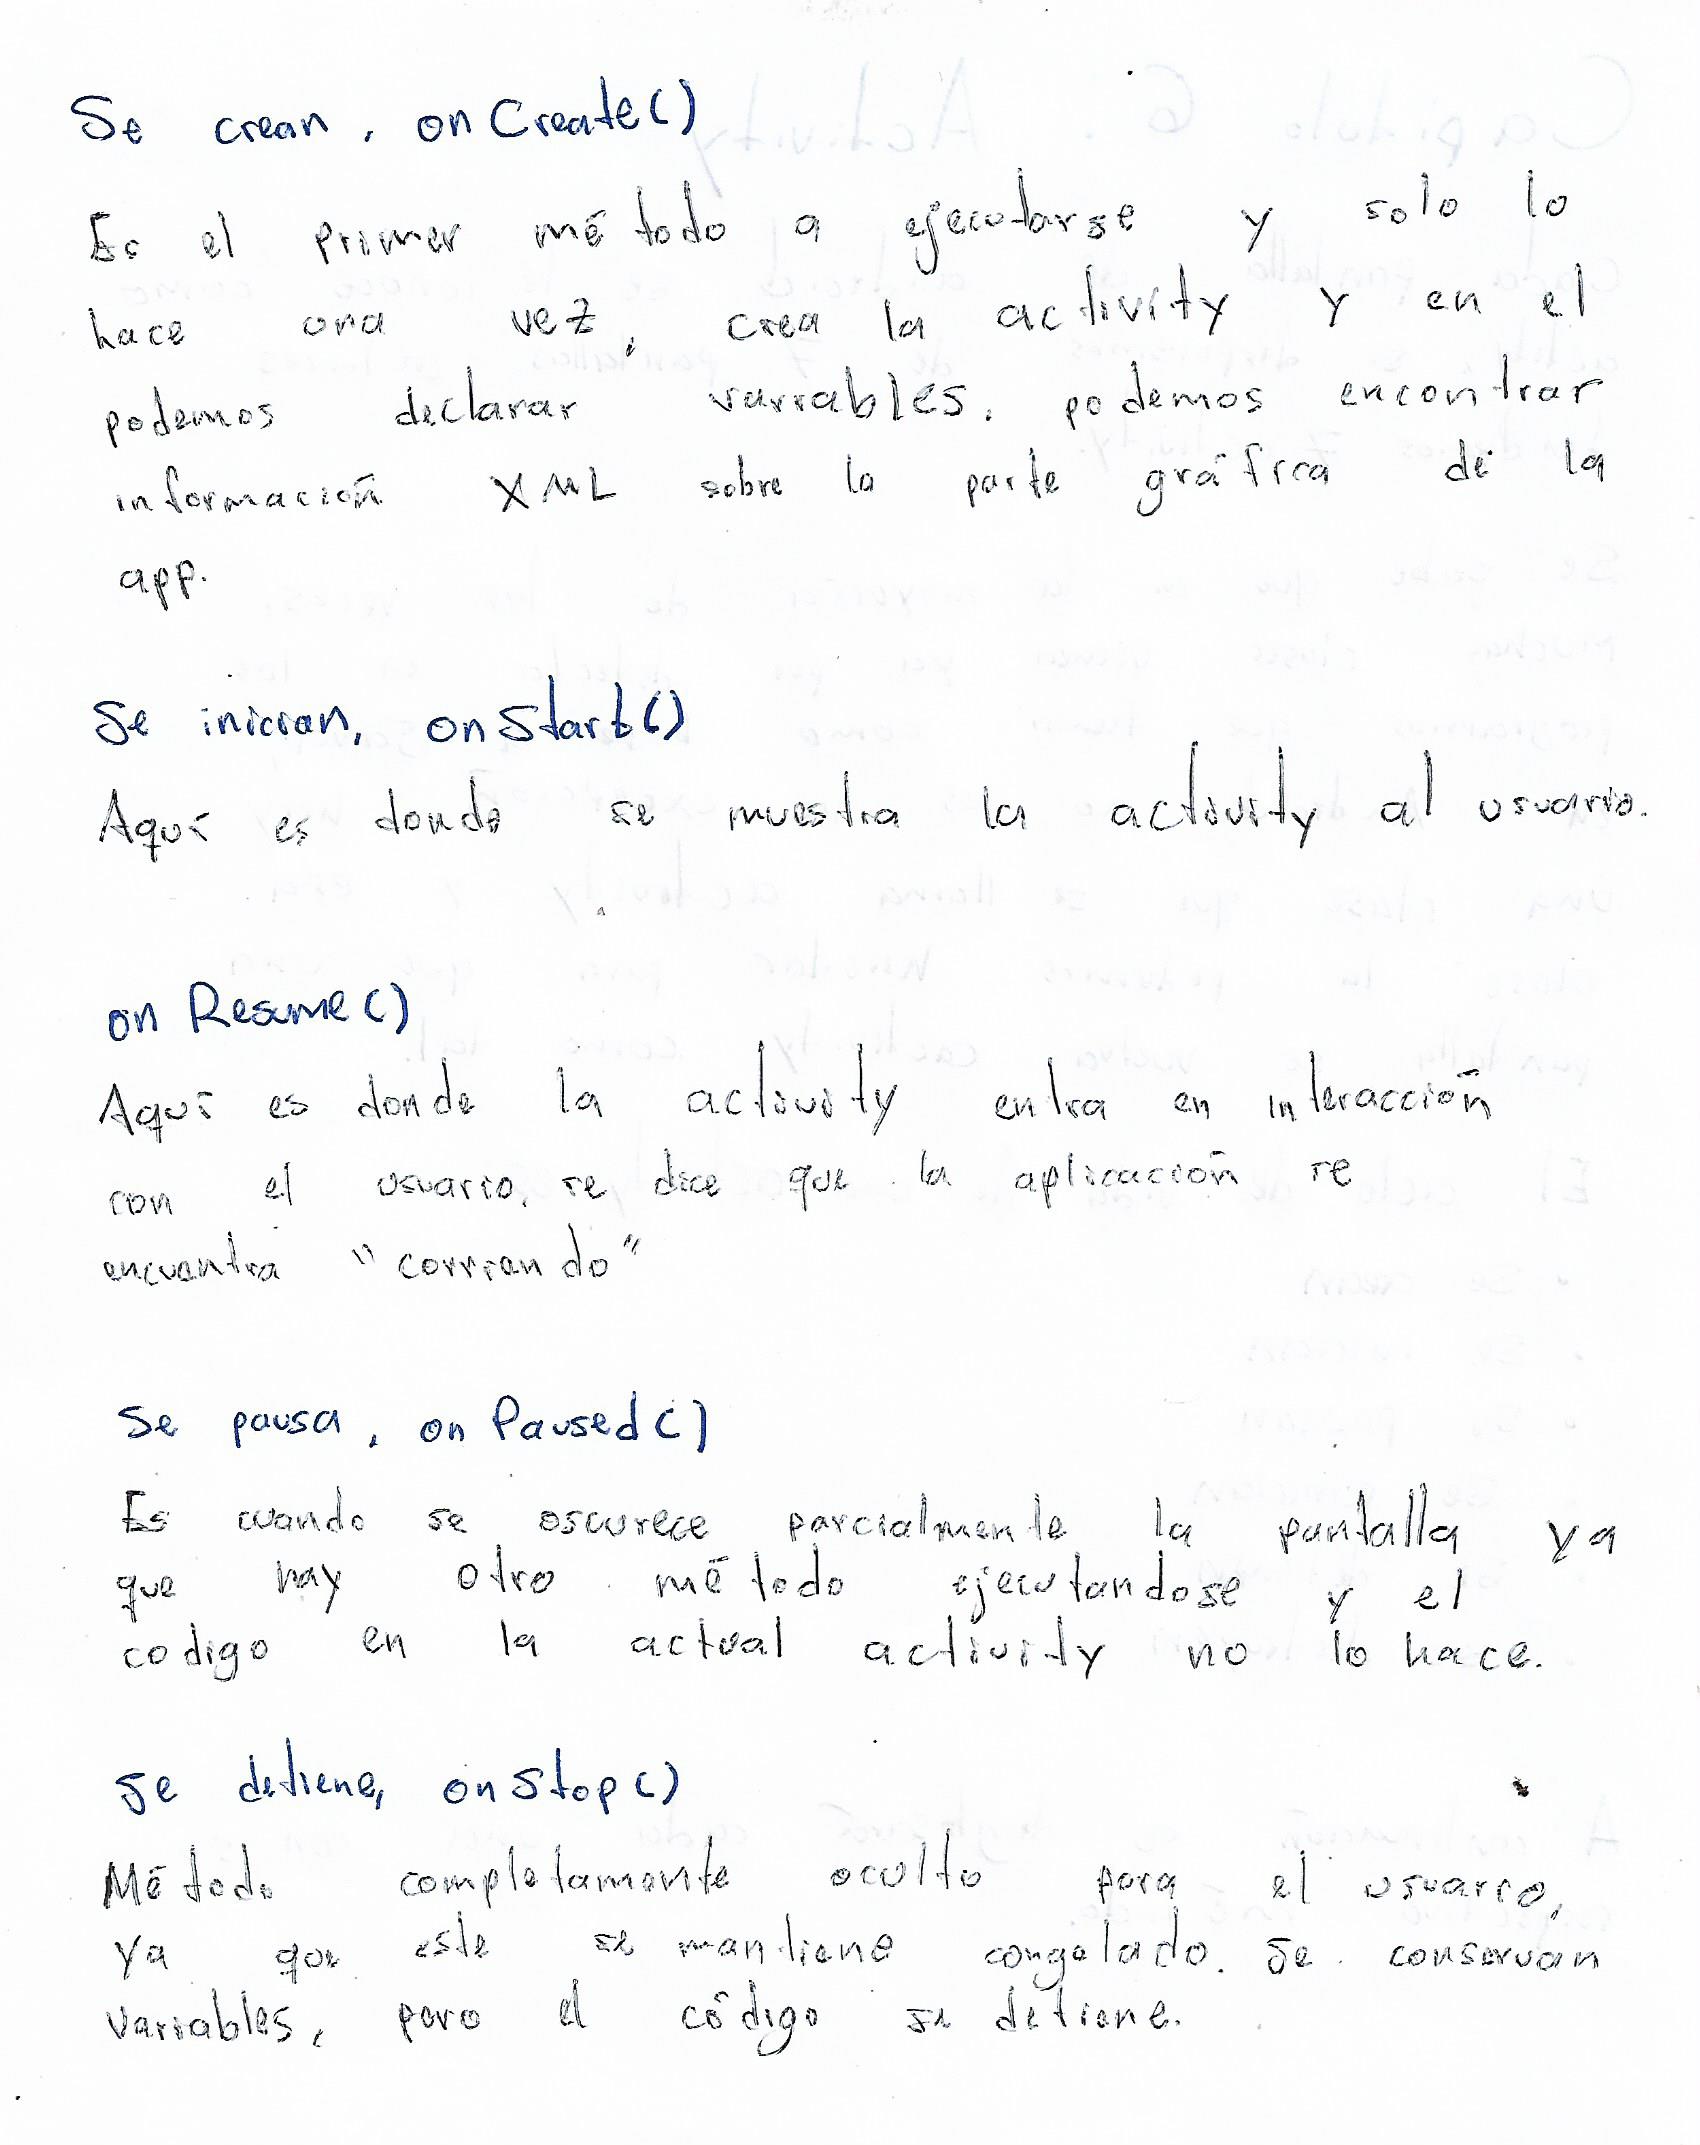 Se crean, onCreate()
Es el primer método a ejecutarse y solo lo
hace una vez, crea la activity y en el
podemos declarar variables. podemos encontrar
información XML sobre la parte gráfica de la
app.
Se inician, onStart()
Aquí es donde se muestra la activity al usuario.
onResume()
Aquí es donde la activity entra en interacción
con el usuario, se dice que la aplicación se
encuentra "corriendo"
Se pausa, onPaused()
Es cuando se oscurece parcialmente la pantalla ya
que hay otro método ejecutandose y el
codigo en la actual activity no lo hace.
Se detiene, onStop()
Método completamente oculto para el usuario,
ya que este se mantiene congelado. Se conservan
variables, pero el código se detiene.